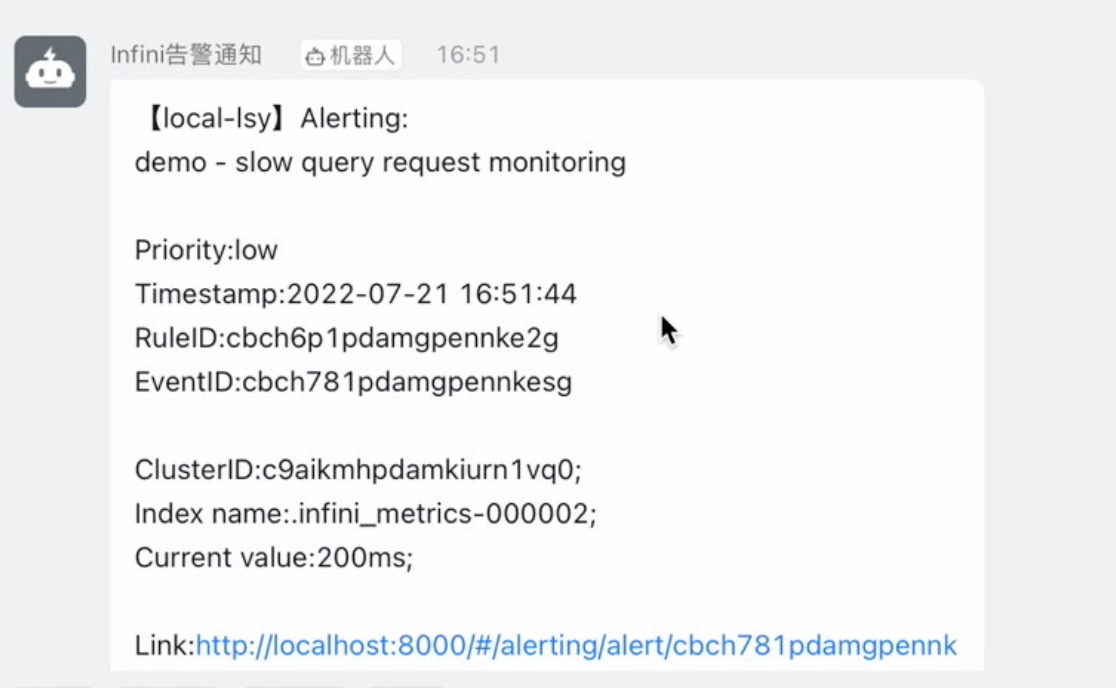 Infini告警通知 机器人 16:51
【local-lsy】Alerting:
demo - slow query request monitoring
Priority:low
Timestamp:2022-07-21 16:51:44
RuleID:cbch6p1pdamgpennke2g
EventID:cbch781pdamgpennkesg
ClusterID:c9aikmhpdamkiurn1vq0;
Index name:.infini_metrics-000002;
Current value:200ms;
Link:http://localhost:8000/#/alerting/alert/cbch781pdamgpennk